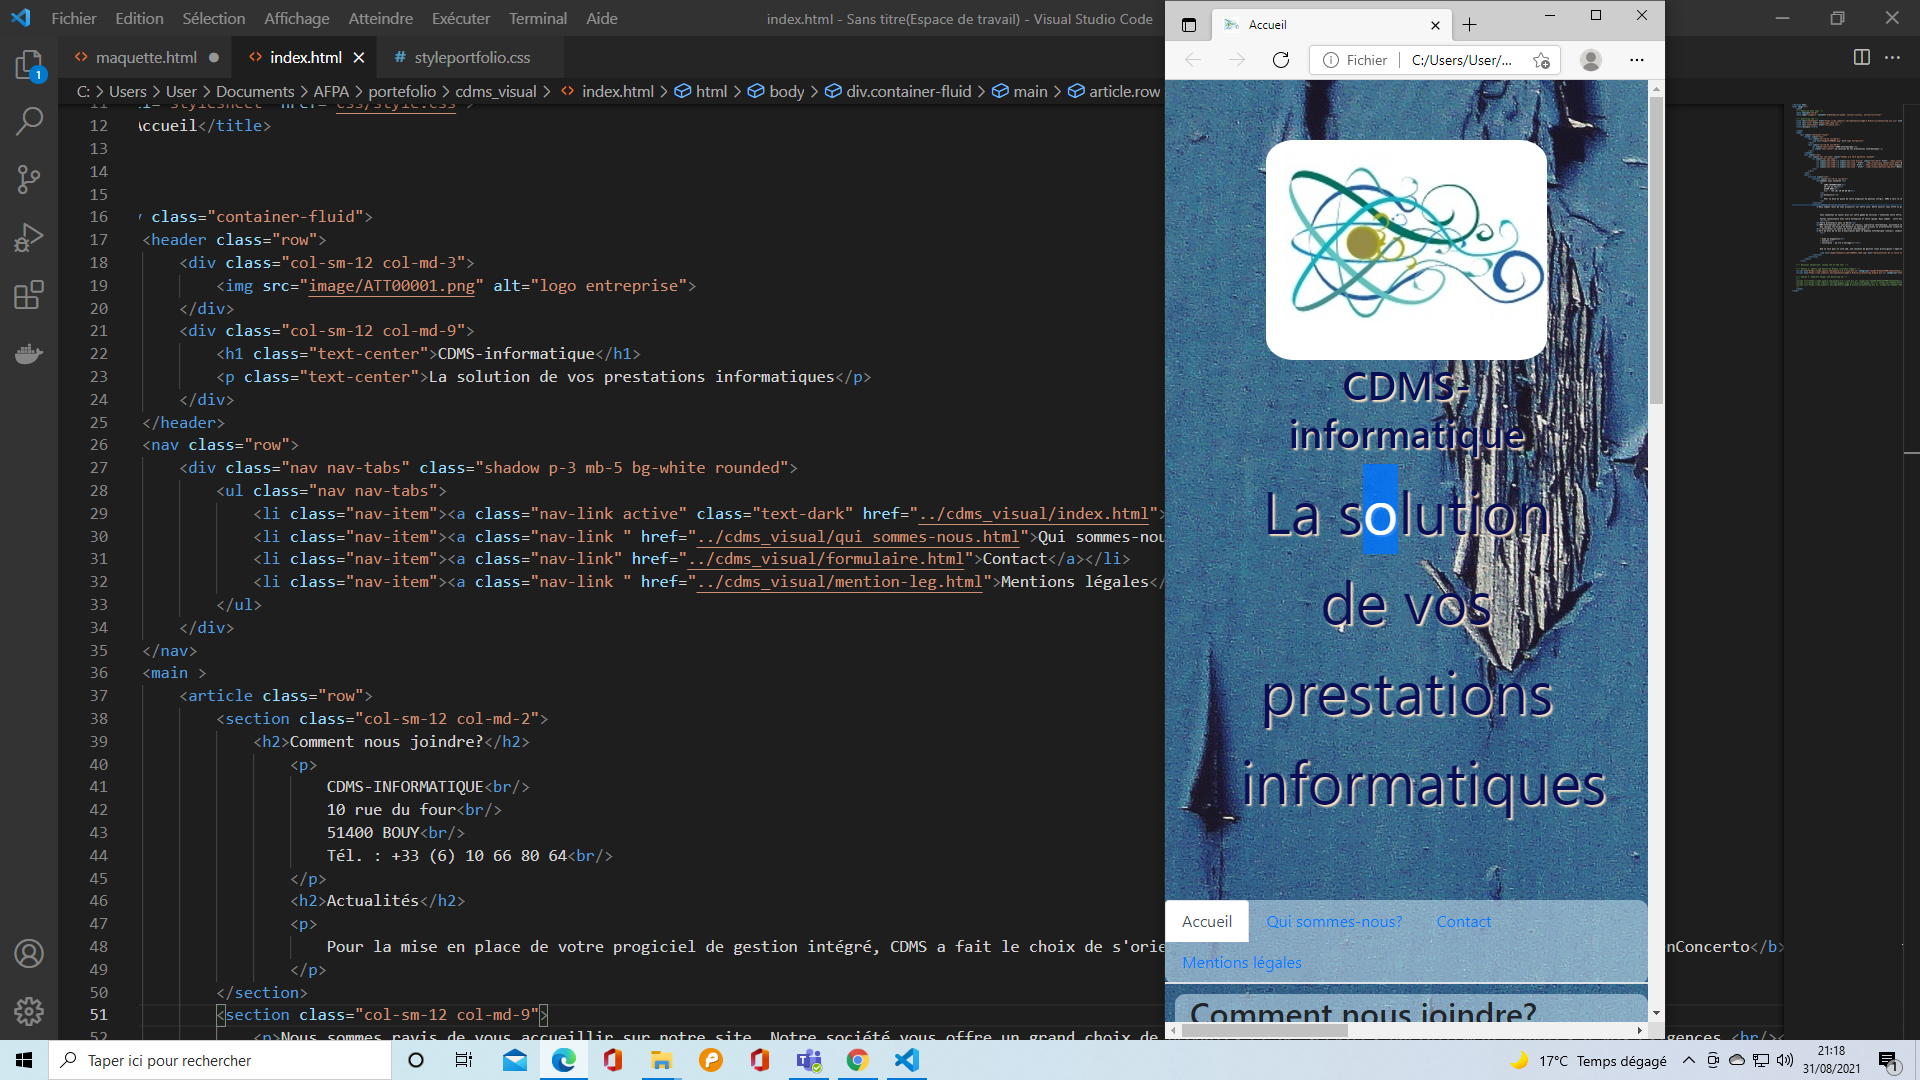 Fichier Edition Sélection Affichage Atteindre Exécuter Terminal Aide
index.html - Sans titre(Espace de travail) - Visual Studio Code
maquette.html
index.html
# styleportfolio.css
C: > Users > User > Documents > AFPA > portefolio > cdms_visual > index.html > html > body > div.container-fluid > main > article.row
12 Accueil</title>
13
14
15
16 class="container-fluid">
17 <header class="row">
18 <div class="col-sm-12 col-md-3">
19 <img src="image/ATT00001.png" alt="logo entreprise">
20 </div>
21 <div class="col-sm-12 col-md-9">
22 <h1 class="text-center">CDMS-informatique</h1>
23 <p class="text-center">La solution de vos prestations informatiques</p>
24 </div>
25 </header>
26 <nav class="row">
27 <div class="nav nav-tabs" class="shadow p-3 mb-5 bg-white rounded">
28 <ul class="nav nav-tabs">
29 <li class="nav-item"><a class="nav-link active" class="text-dark" href="../cdms_visual/index.html">
30 <li class="nav-item"><a class="nav-link " href="../cdms_visual/qui sommes-nous.html">Qui sommes-nou
31 <li class="nav-item"><a class="nav-link" href="../cdms_visual/formulaire.html">Contact</a></li>
32 <li class="nav-item"><a class="nav-link " href="../cdms_visual/mention-leg.html">Mentions légales</
33 </ul>
34 </div>
35 </nav>
36 <main >
37 <article class="row">
38 <section class="col-sm-12 col-md-2">
39 <h2>Comment nous joindre?</h2>
40 <p>
41 CDMS-INFORMATIQUE<br/>
42 10 rue du four<br/>
43 51400 BOUY<br/>
44 Tél. : +33 (6) 10 66 80 64<br/>
45 </p>
46 <h2>Actualités</h2>
47 <p>
48 Pour la mise en place de votre progiciel de gestion intégré, CDMS a fait le choix de s'orie
enConcerto</b>
49 </p>
50 </section>
51 <section class="col-sm-12 col-md-9">
52 <p>Nous sommes ravis de vous accueillir sur notre site. Notre société vous offre un grand choix de
gences.<br/>
1
Accueil
Fichier C:/Users/User/...
CDMS-
informatique
La solution
de vos
prestations
informatiques
Accueil Qui sommes-nous? Contact
Mentions légales
Comment nous joindre?
Taper ici pour rechercher
17°C Temps dégagé
21:18
31/08/2021
1